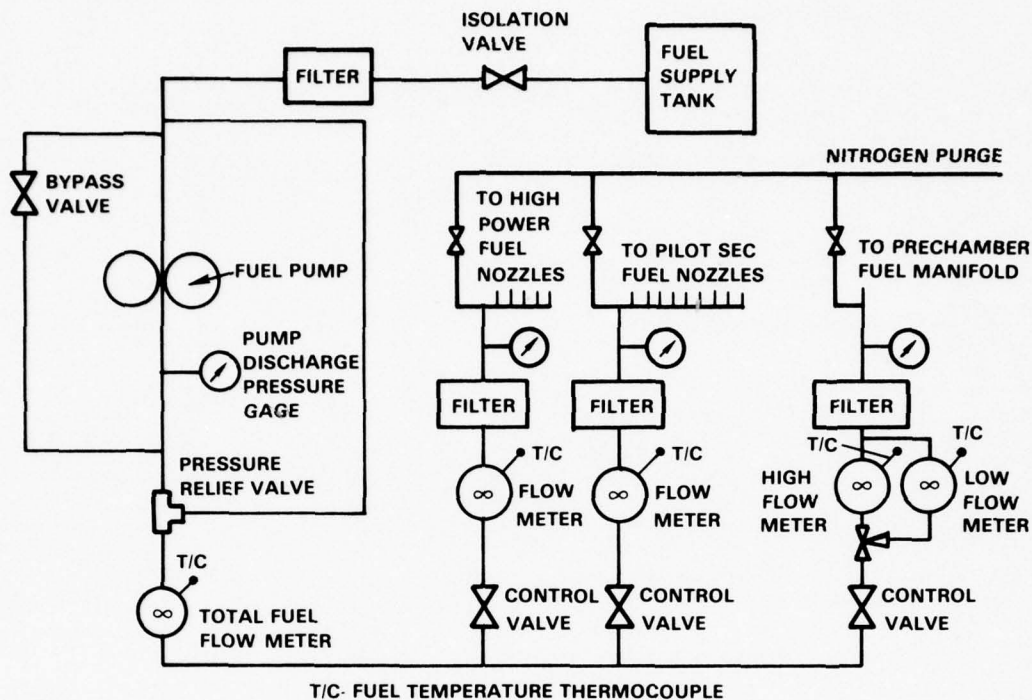 ISOLATION
VALVE
FILTER
FUEL
SUPPLY
TANK
NITROGEN PURGE
BYPASS
VALVE
TO HIGH
POWER
FUEL
NOZZLES
TO PILOT SEC
FUEL NOZZLES
TO PRECHAMBER
FUEL MANIFOLD
FUEL PUMP
PUMP
DISCHARGE
PRESSURE
GAGE
FILTER
FILTER
FILTER
T/C
T/C
T/C
T/C
PRESSURE
RELIEF VALVE
∞
FLOW
METER
∞
FLOW
METER
HIGH
FLOW
METER
∞
∞
LOW
FLOW
METER
T/C
∞
TOTAL FUEL
FLOW METER
CONTROL
VALVE
CONTROL
VALVE
CONTROL
VALVE
T/C- FUEL TEMPERATURE THERMOCOUPLE